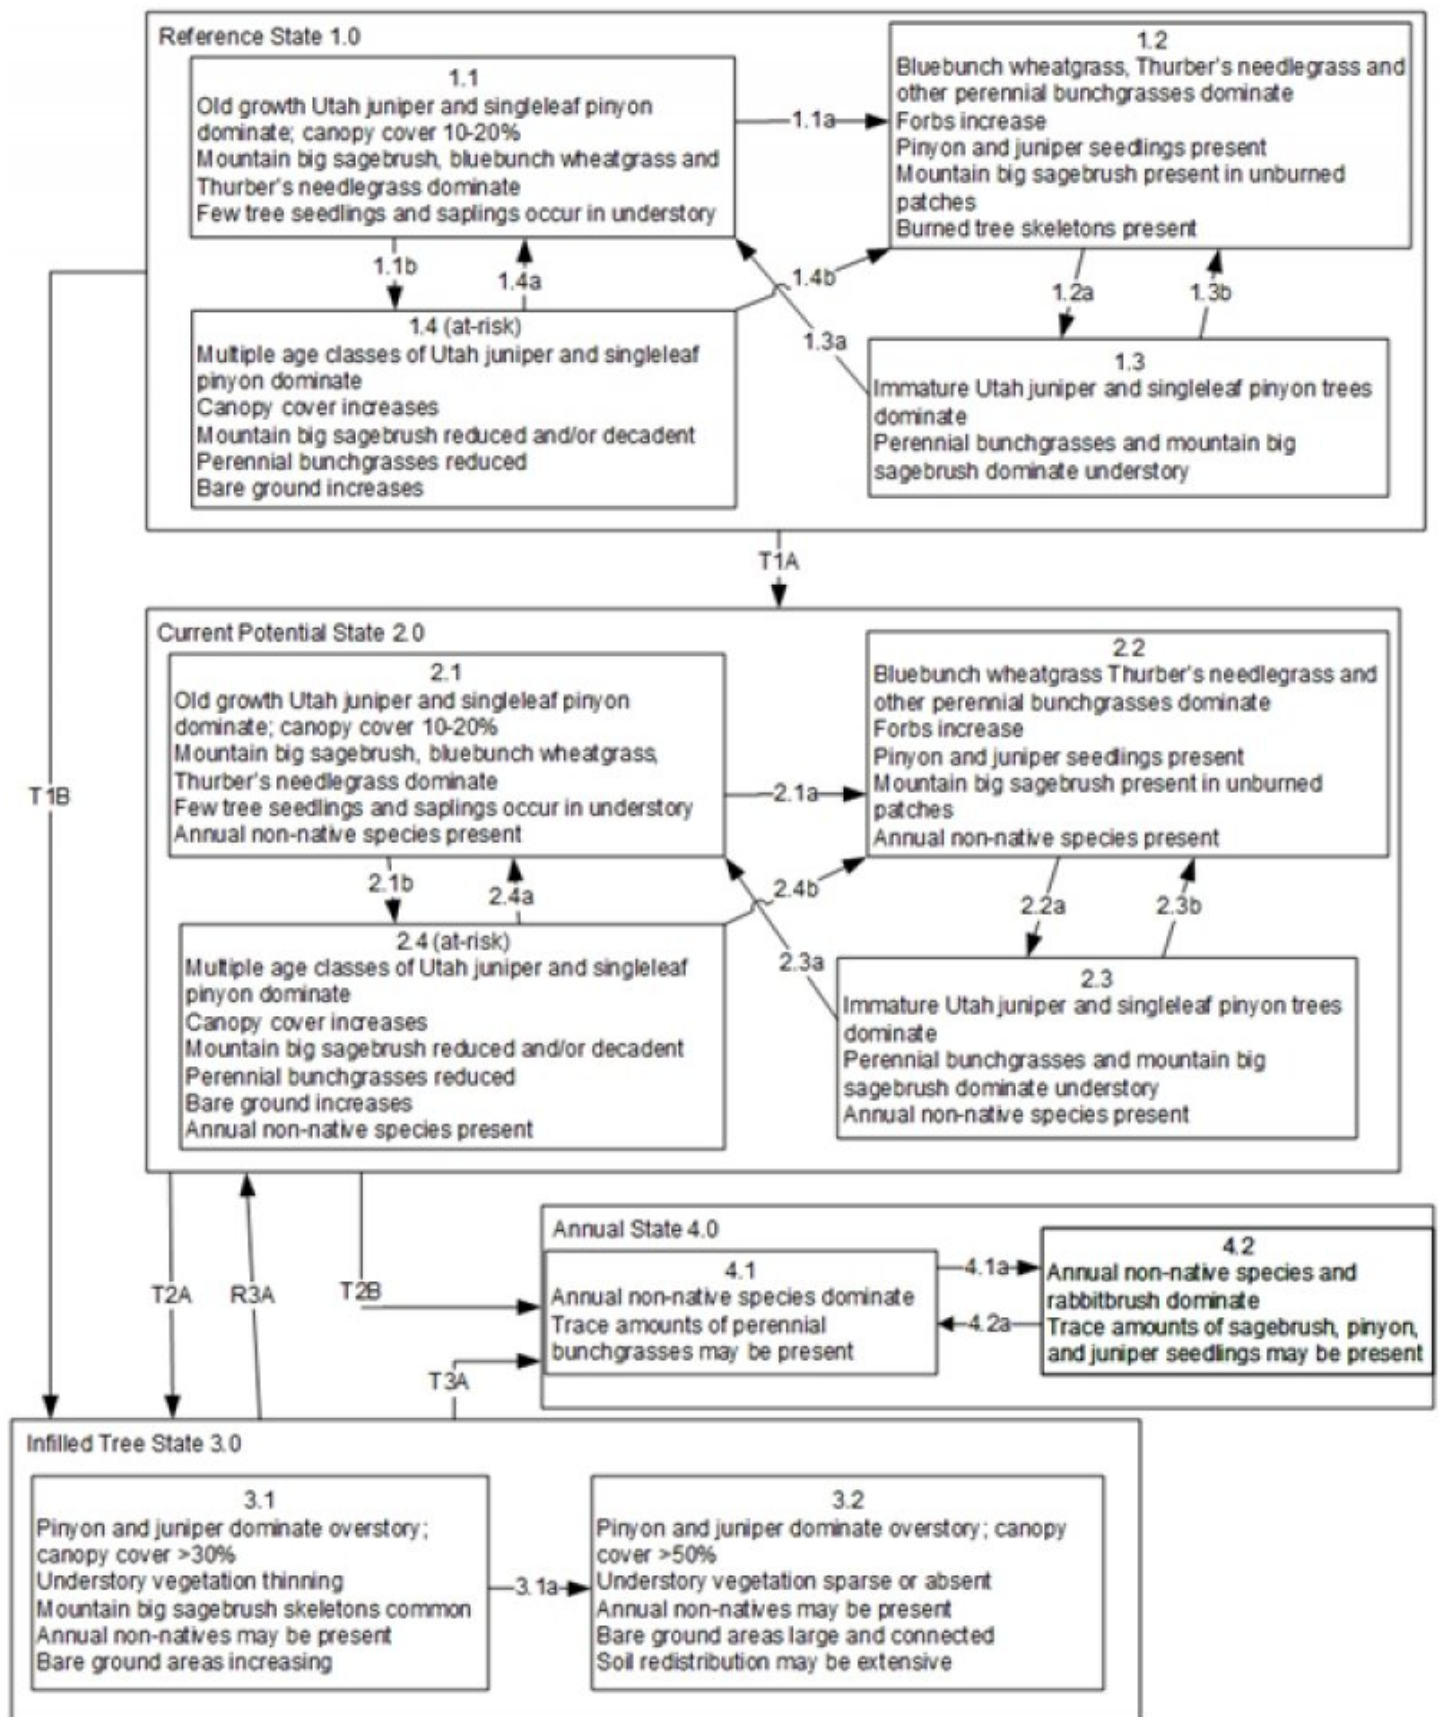 Reference State 1.0
1.1
Old growth Utah juniper and singleleaf pinyon
dominate; canopy cover 10-20%
Mountain big sagebrush, bluebunch wheatgrass and
Thurber's needlegrass dominate
Few tree seedlings and saplings occur in understory
1.1a
1.2
Bluebunch wheatgrass, Thurber's needlegrass and
other perennial bunchgrasses dominate
Forbs increase
Pinyon and juniper seedlings present
Mountain big sagebrush present in unburned
patches
Burned tree skeletons present
1.1b
1.4a
1.4b
1.3a
1.2a
1.3b
1.4 (at-risk)
Multiple age classes of Utah juniper and singleleaf
pinyon dominate
Canopy cover increases
Mountain big sagebrush reduced and/or decadent
Perennial bunchgrasses reduced
Bare ground increases
1.3
Immature Utah juniper and singleleaf pinyon trees
dominate
Perennial bunchgrasses and mountain big
sagebrush dominate understory
T1A
T1B
Current Potential State 2.0
2.1
Old growth Utah juniper and singleleaf pinyon
dominate; canopy cover 10-20%
Mountain big sagebrush, bluebunch wheatgrass,
Thurber's needlegrass dominate
Few tree seedlings and saplings occur in understory
Annual non-native species present
2.1a
2.2
Bluebunch wheatgrass Thurber's needlegrass and
other perennial bunchgrasses dominate
Forbs increase
Pinyon and juniper seedlings present
Mountain big sagebrush present in unburned
patches
Annual non-native species present
2.1b
2.4a
2.4b
2.3a
2.2a
2.3b
2.4 (at-risk)
Multiple age classes of Utah juniper and singleleaf
pinyon dominate
Canopy cover increases
Mountain big sagebrush reduced and/or decadent
Perennial bunchgrasses reduced
Bare ground increases
Annual non-native species present
2.3
Immature Utah juniper and singleleaf pinyon trees
dominate
Perennial bunchgrasses and mountain big
sagebrush dominate understory
Annual non-native species present
T2A
R3A
T2B
T3A
Annual State 4.0
4.1
Annual non-native species dominate
Trace amounts of perennial
bunchgrasses may be present
4.1a
4.2a
4.2
Annual non-native species and
rabbitbrush dominate
Trace amounts of sagebrush, pinyon,
and juniper seedlings may be present
Infilled Tree State 3.0
3.1
Pinyon and juniper dominate overstory;
canopy cover >30%
Understory vegetation thinning
Mountain big sagebrush skeletons common
Annual non-natives may be present
Bare ground areas increasing
3.1a
3.2
Pinyon and juniper dominate overstory; canopy
cover >50%
Understory vegetation sparse or absent
Annual non-natives may be present
Bare ground areas large and connected
Soil redistribution may be extensive